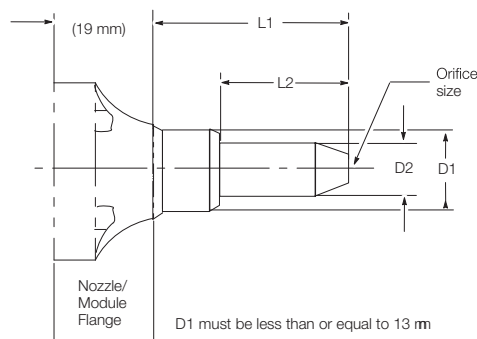 (19 mm)
L1
L2
Orifice
size
D2
D1
Nozzle/
Module
Flange
D1 must be less than or equal to 13 mm